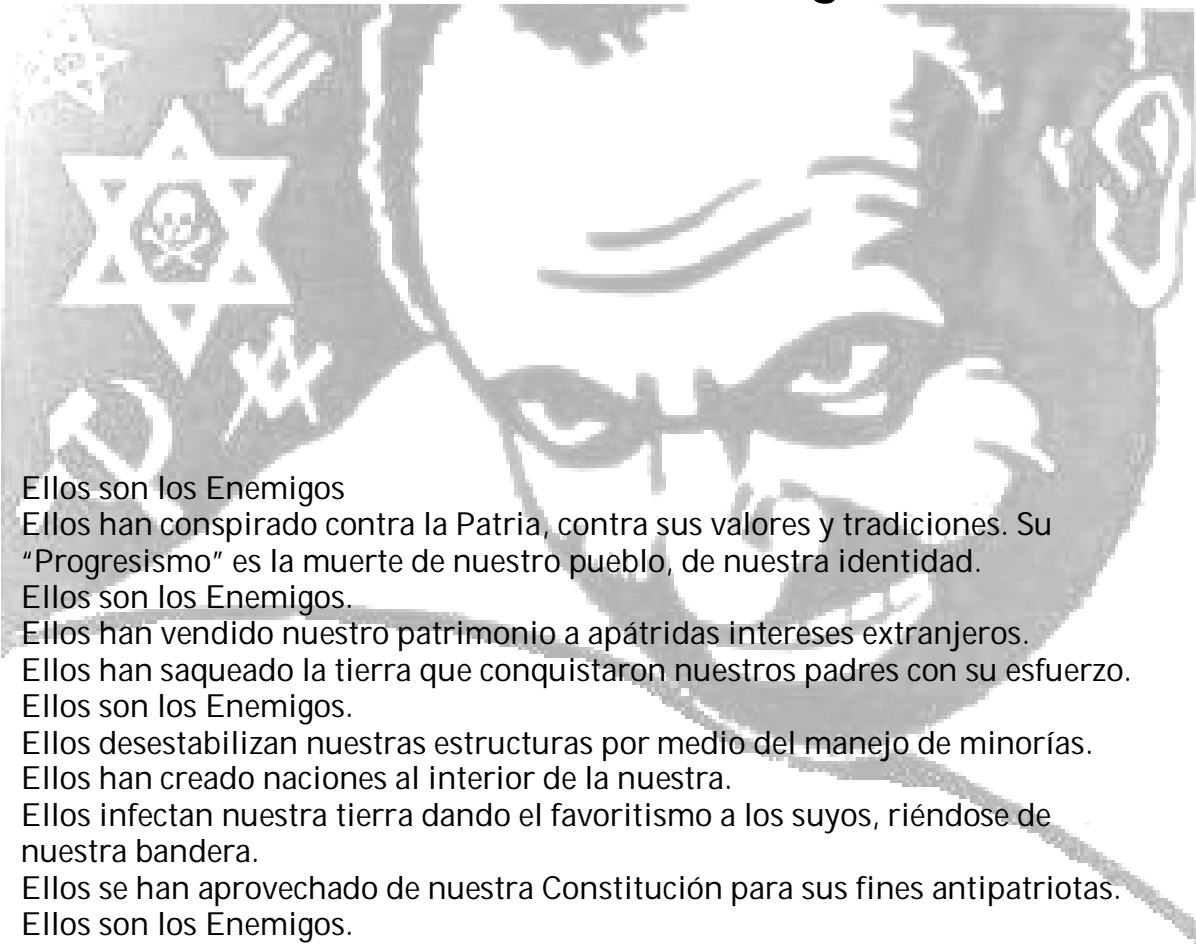 Ellos son los Enemigos
Ellos han conspirado contra la Patria, contra sus valores y tradiciones. Su
“Progresismo” es la muerte de nuestro pueblo, de nuestra identidad.
Ellos son los Enemigos.
Ellos han vendido nuestro patrimonio a apátridas intereses extranjeros.
Ellos han saqueado la tierra que conquistaron nuestros padres con su esfuerzo.
Ellos son los Enemigos.
Ellos desestabilizan nuestras estructuras por medio del manejo de minorías.
Ellos han creado naciones al interior de la nuestra.
Ellos infectan nuestra tierra dando el favoritismo a los suyos, riéndose de
nuestra bandera.
Ellos se han aprovechado de nuestra Constitución para sus fines antipatriotas.
Ellos son los Enemigos.